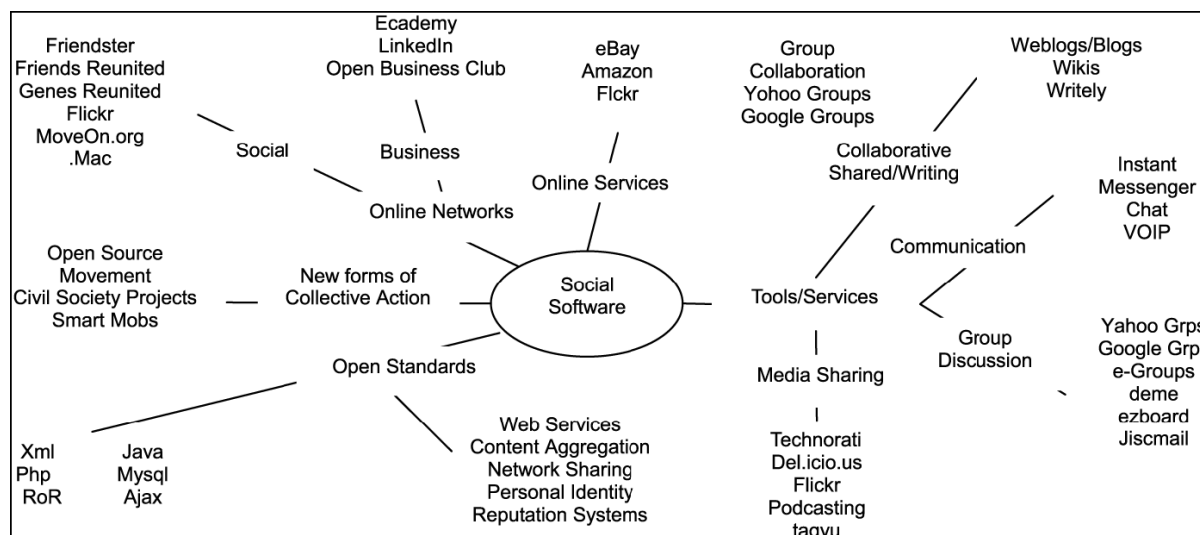 Friendster
Friends Reunited
Genes Reunited
Flickr
MoveOn.org
.Mac
Social
Ecademy
LinkedIn
Open Business Club
Business
Online Networks
eBay
Amazon
Flckr
Online Services
Group
Collaboration
Yohoo Groups
Google Groups
Weblogs/Blogs
Wikis
Writely
Collaborative
Shared/Writing
Instant
Messenger
Chat
VOIP
Communication
Open Source
Movement
Civil Society Projects
Smart Mobs
New forms of
Collective Action
Social
Software
Tools/Services
Group
Discussion
Yahoo Grps
Google Grp
e-Groups
deme
ezboard
Jiscmail
Open Standards
Media Sharing
Xml Java
Php Mysql
RoR Ajax
Web Services
Content Aggregation
Network Sharing
Personal Identity
Reputation Systems
Technorati
Del.icio.us
Flickr
Podcasting
tagyu